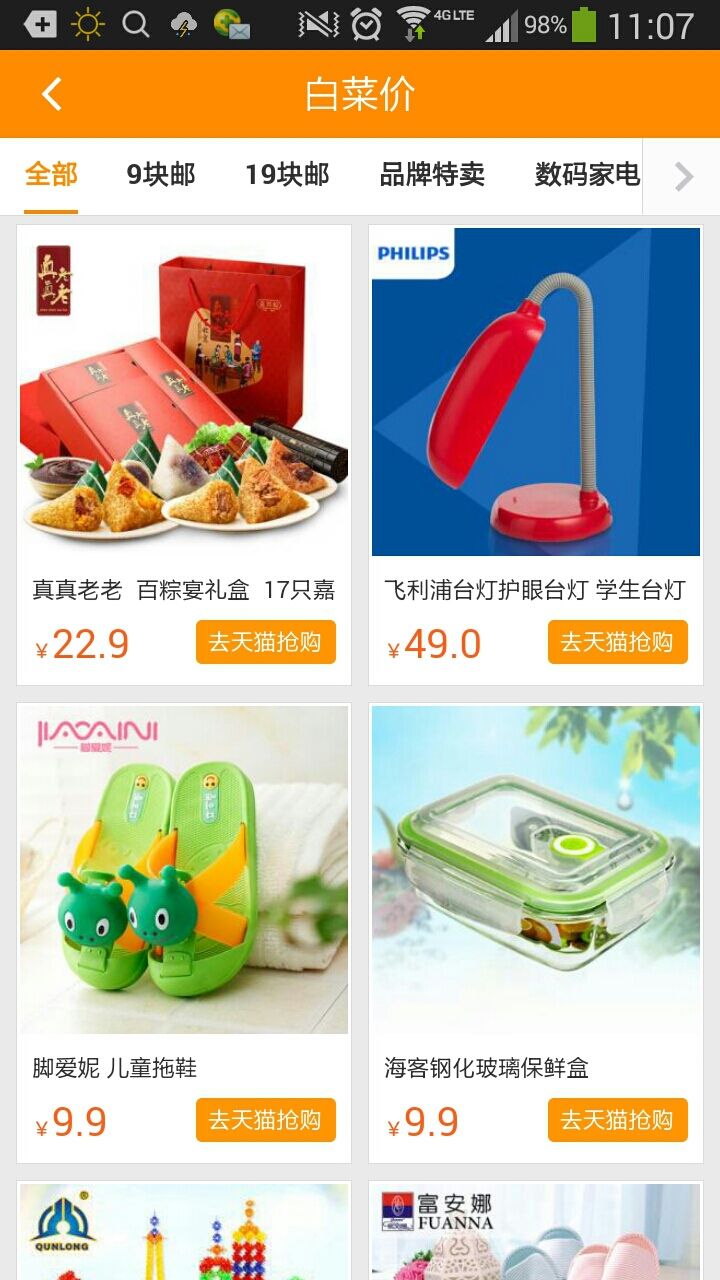 4G LTE
98%
11:07
白菜价
全部
9块邮
19块邮
品牌特卖
数码家电
真真老老
PHILIPS
真真老老 百粽宴礼盒 17只嘉
飞利浦台灯护眼台灯 学生台灯
¥22.9
去天猫抢购
¥49.0
去天猫抢购
JIAOAINI
脚爱妮
脚爱妮 儿童拖鞋
海客钢化玻璃保鲜盒
¥9.9
去天猫抢购
¥9.9
去天猫抢购
QUNLONG
富安娜
FUANNA